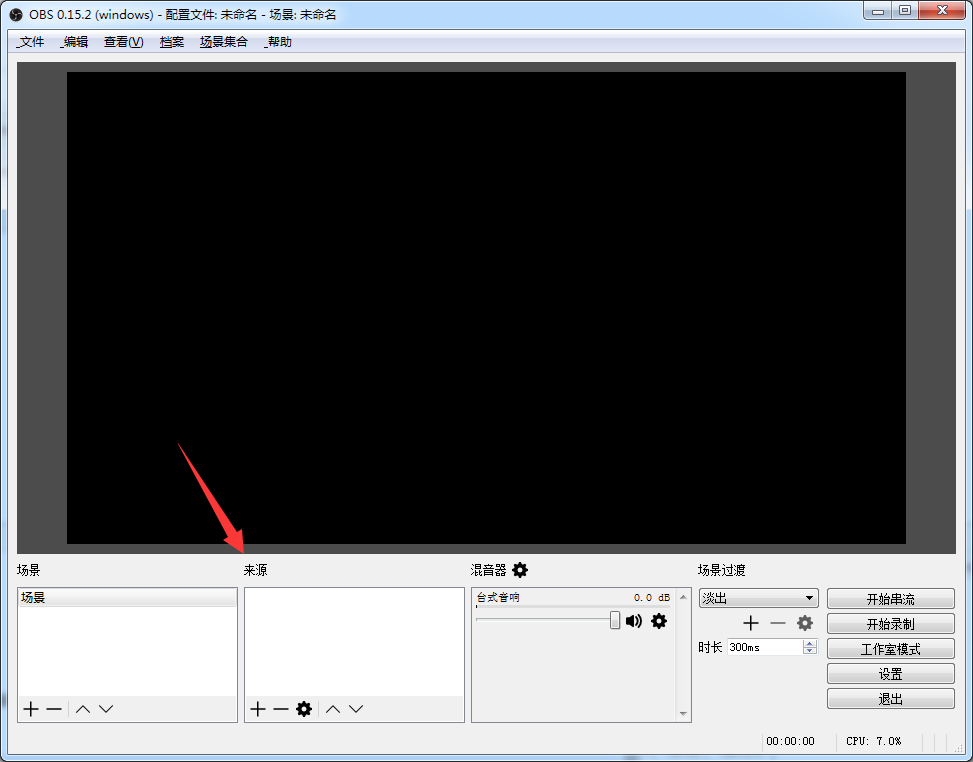 OBS 0.15.2 (windows) - 配置文件: 未命名 - 场景: 未命名
_文件 _编辑 查看(V) 档案 场景集合 _帮助
场景 来源 混音器 场景过渡
场景
台式音响 0.0 dB
淡出
时长 300ms
开始串流
开始录制
工作室模式
设置
退出
00:00:00 CPU: 7.0%